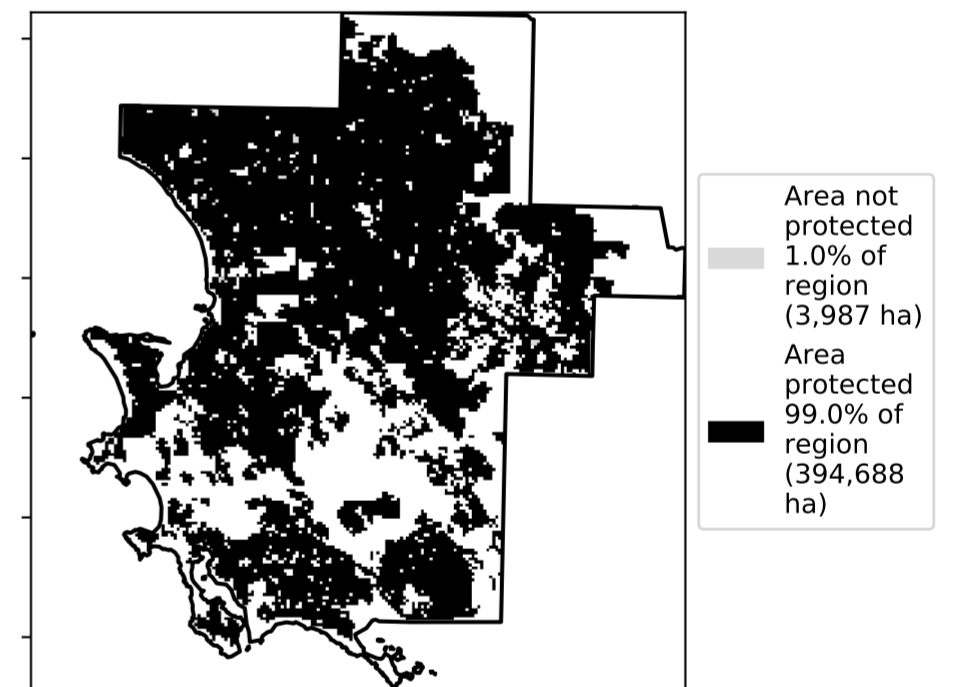 Area not
protected
1.0% of
region
(3,987 ha)
Area
protected
99.0% of
region
(394,688
ha)